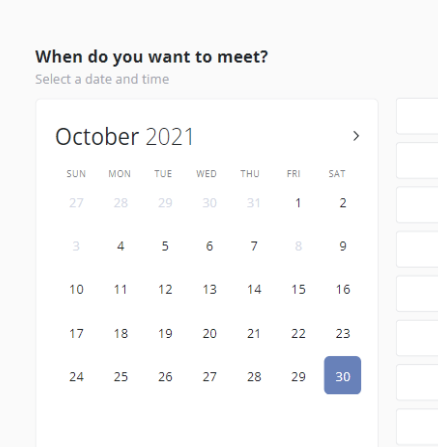 When do you want to meet?
Select a date and time
October 2021
SUN MON TUE WED THU FRI SAT
27 28 29 30 31 1 2
3 4 5 6 7 8 9
10 11 12 13 14 15 16
17 18 19 20 21 22 23
24 25 26 27 28 29 30